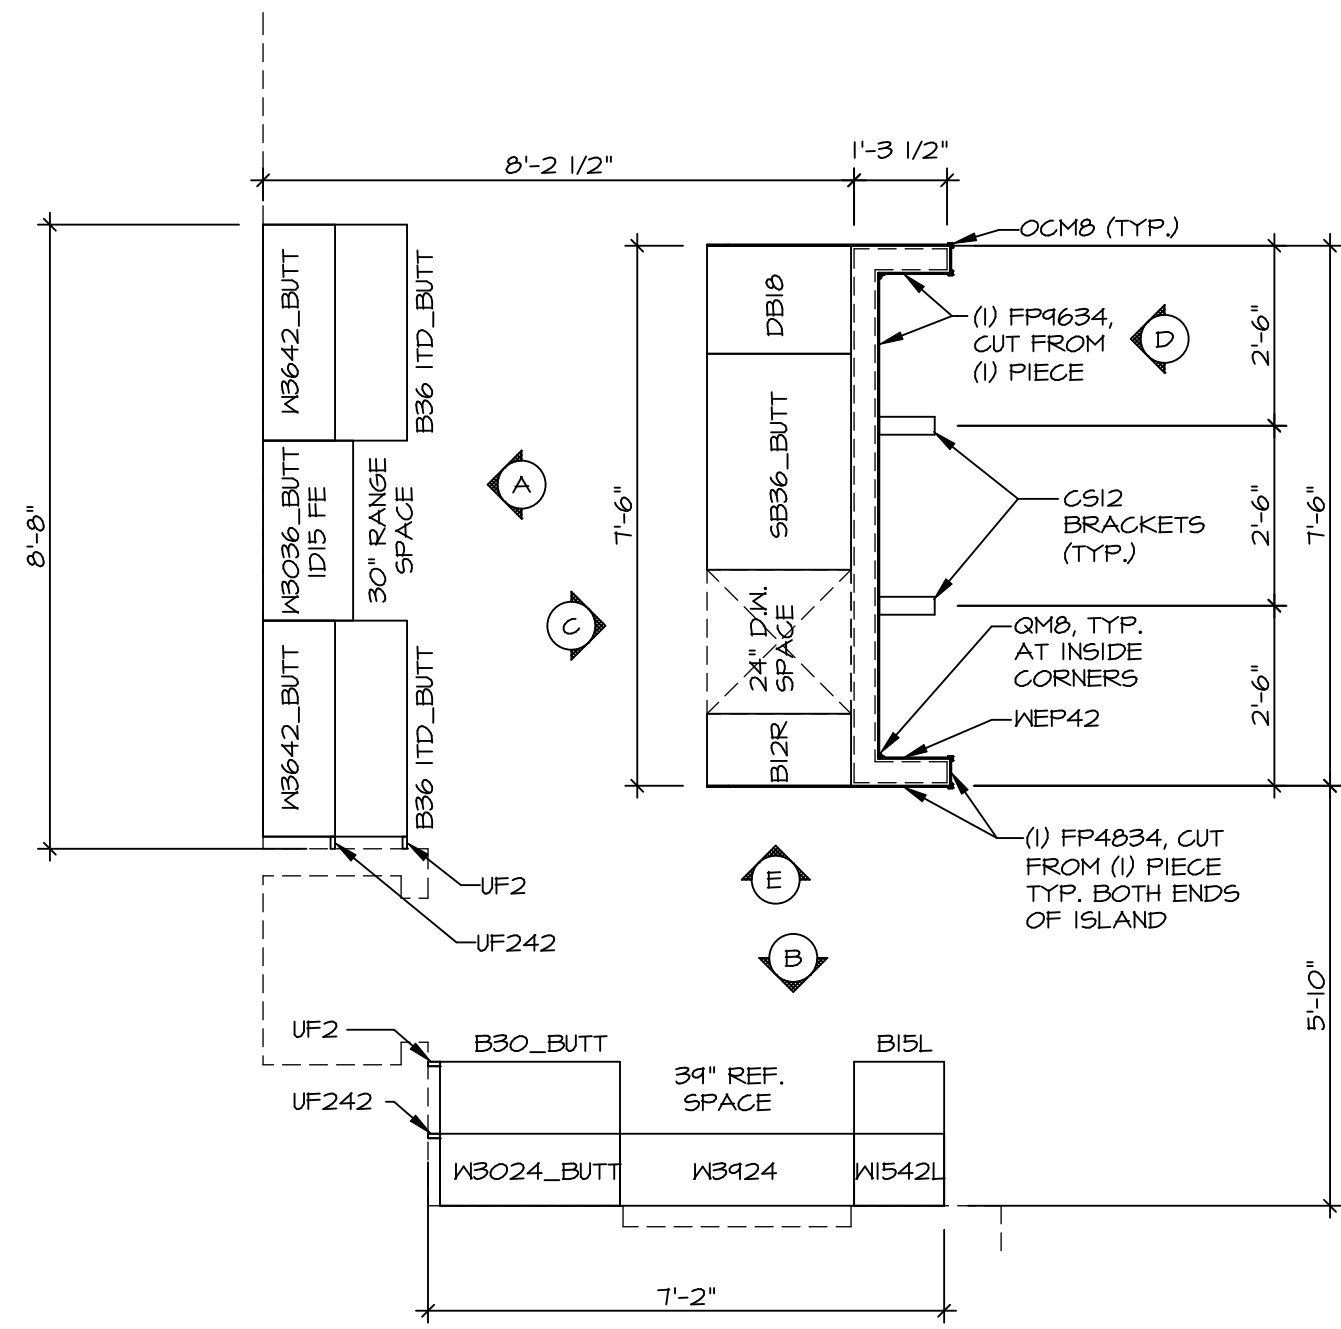 8'-2 1/2"
1'-3 1/2"
OCM8 (TYP.)
W3642_BUTT
B36 1TD_BUTT
DB18
(1) FP9634,
CUT FROM
(1) PIECE
D
2'-6"
W3036_BUTT
1D15 FE
30" RANGE
SPACE
A
8'-8"
7'-6"
SB36_BUTT
CS12
BRACKETS
(TYP.)
2'-6"
7'-6"
C
24" D.W.
SPACE
QM8, TYP.
AT INSIDE
CORNERS
W3642_BUTT
B36 1TD_BUTT
B12R
WEP42
2'-6"
(1) FP4834, CUT
FROM (1) PIECE
TYP. BOTH ENDS
OF ISLAND
UF2
UF242
E
B
5'-10"
UF2
B30_BUTT
B15L
39" REF.
SPACE
UF242
W3024_BUTT
W3924
W1542L
7'-2"